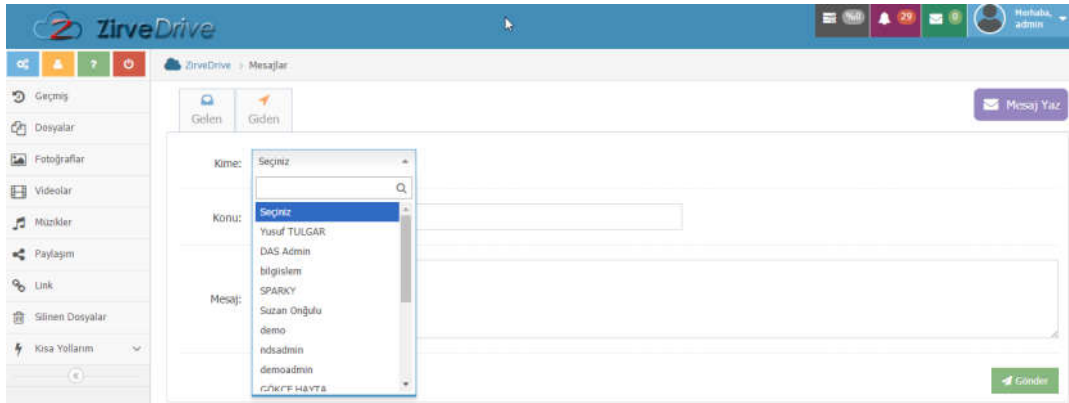 ZirveDrive
%0
29
0
Merhaba,
admin
?
ZirveDrive
Mesajlar
Geçmiş
Dosyalar
Fotoğraflar
Videolar
Müzikler
Paylaşım
Link
Silinen Dosyalar
Kısa Yollarım
Gelen
Giden
Mesaj Yaz
Kime:
Seçiniz
Seçiniz
Yusuf TULGAR
DAS Admin
bilgiislem
SPARKY
Suzan Onğulu
demo
ndsadmin
demoadmin
GÖKÇE HAYTA
Konu:
Mesaj:
Gönder